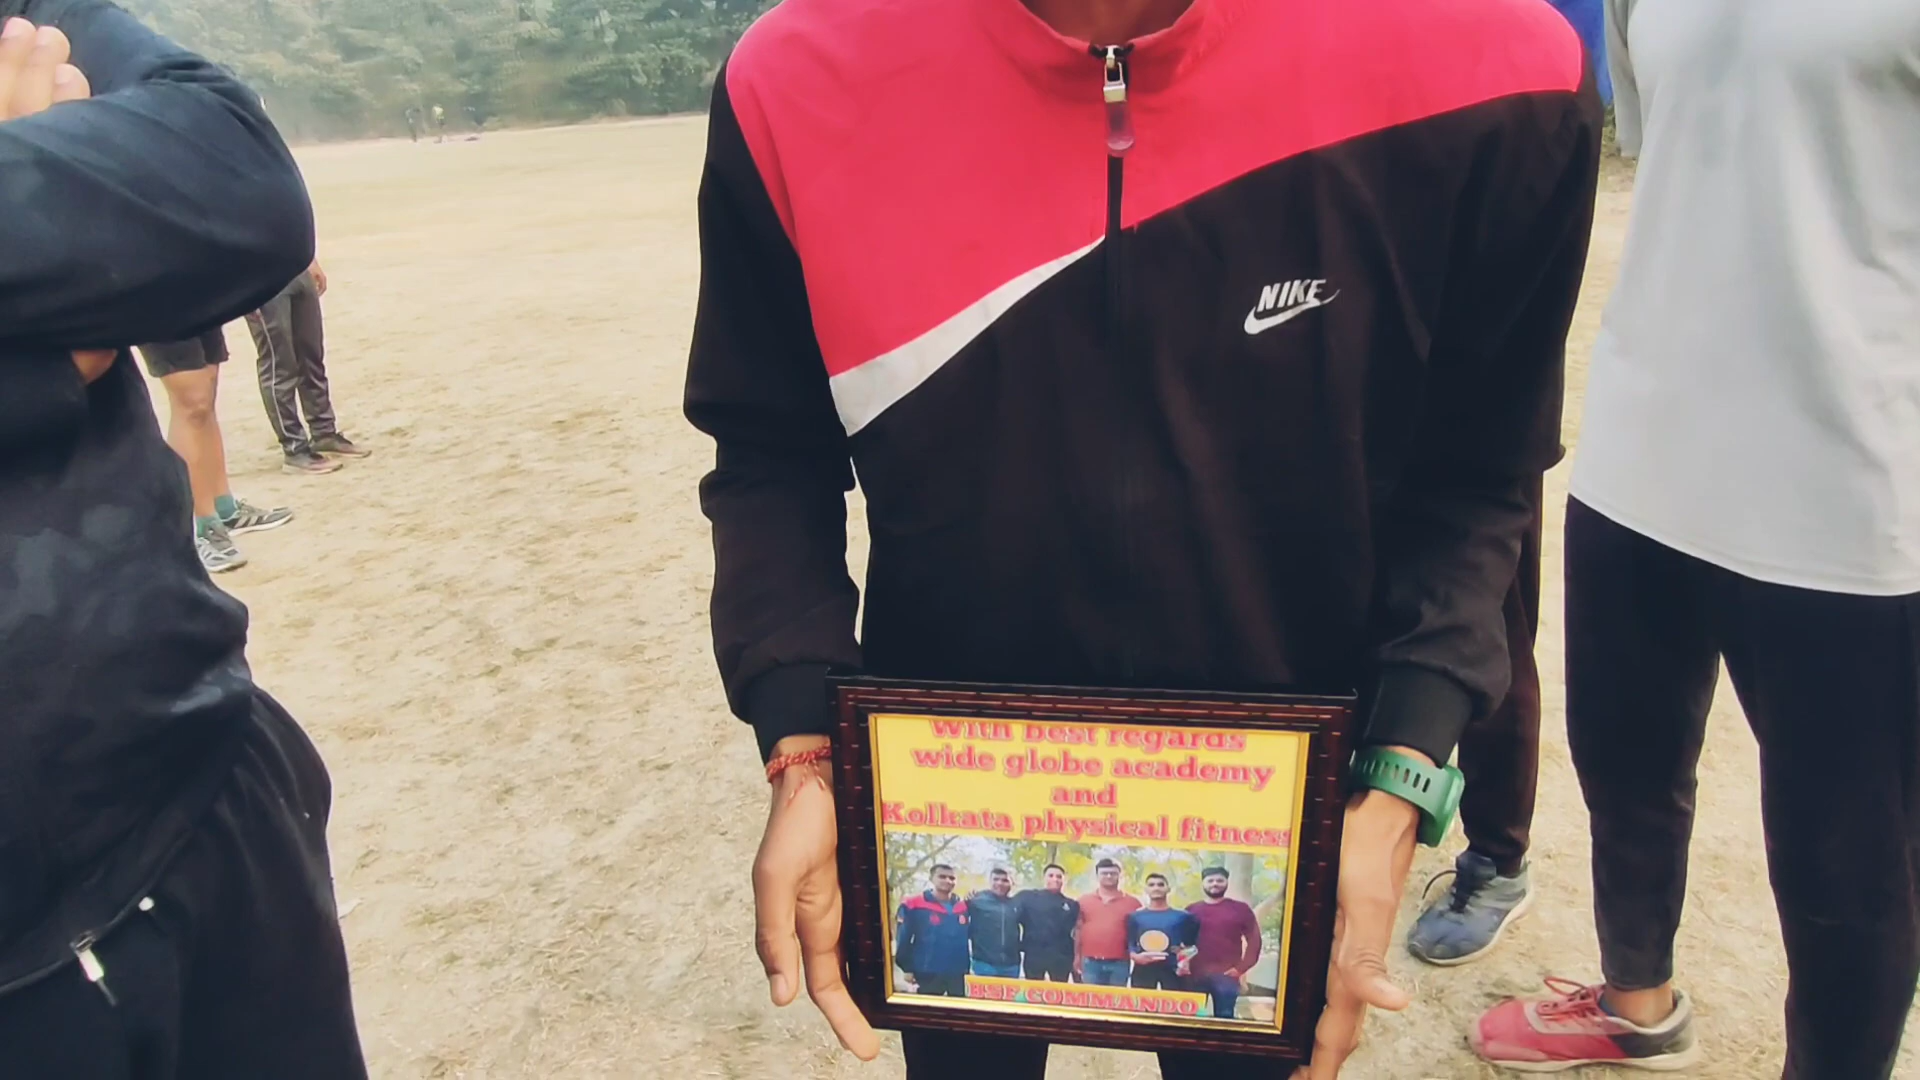 NIKE
With best regards
wide globe academy
and
Kolkata physical fitness
BSF COMMANDO